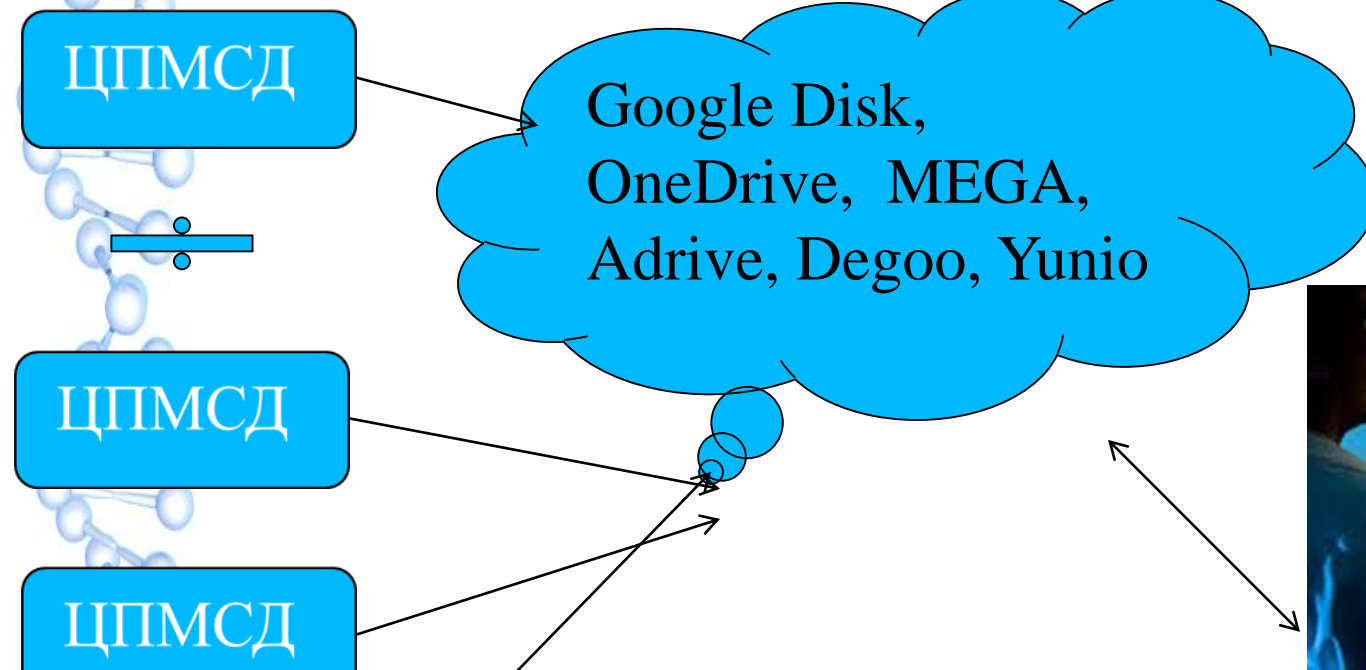 ЦПМСД
Google Disk,
OneDrive, MEGA,
Adrive, Degoo, Yunio
ЦПМСД
ЦПМСД